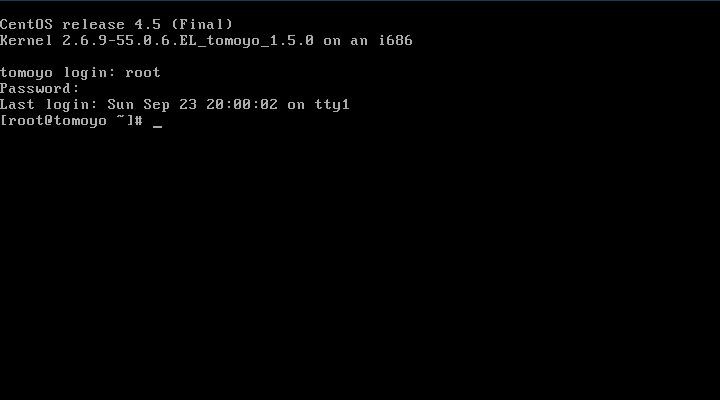 CentOS release 4.5 (Final)
Kernel 2.6.9-55.0.6.EL_tomoyo_1.5.0 on an i686
tomoyo login: root
Password:
Last login: Sun Sep 23 20:00:02 on tty1
[root@tomoyo ~]# _